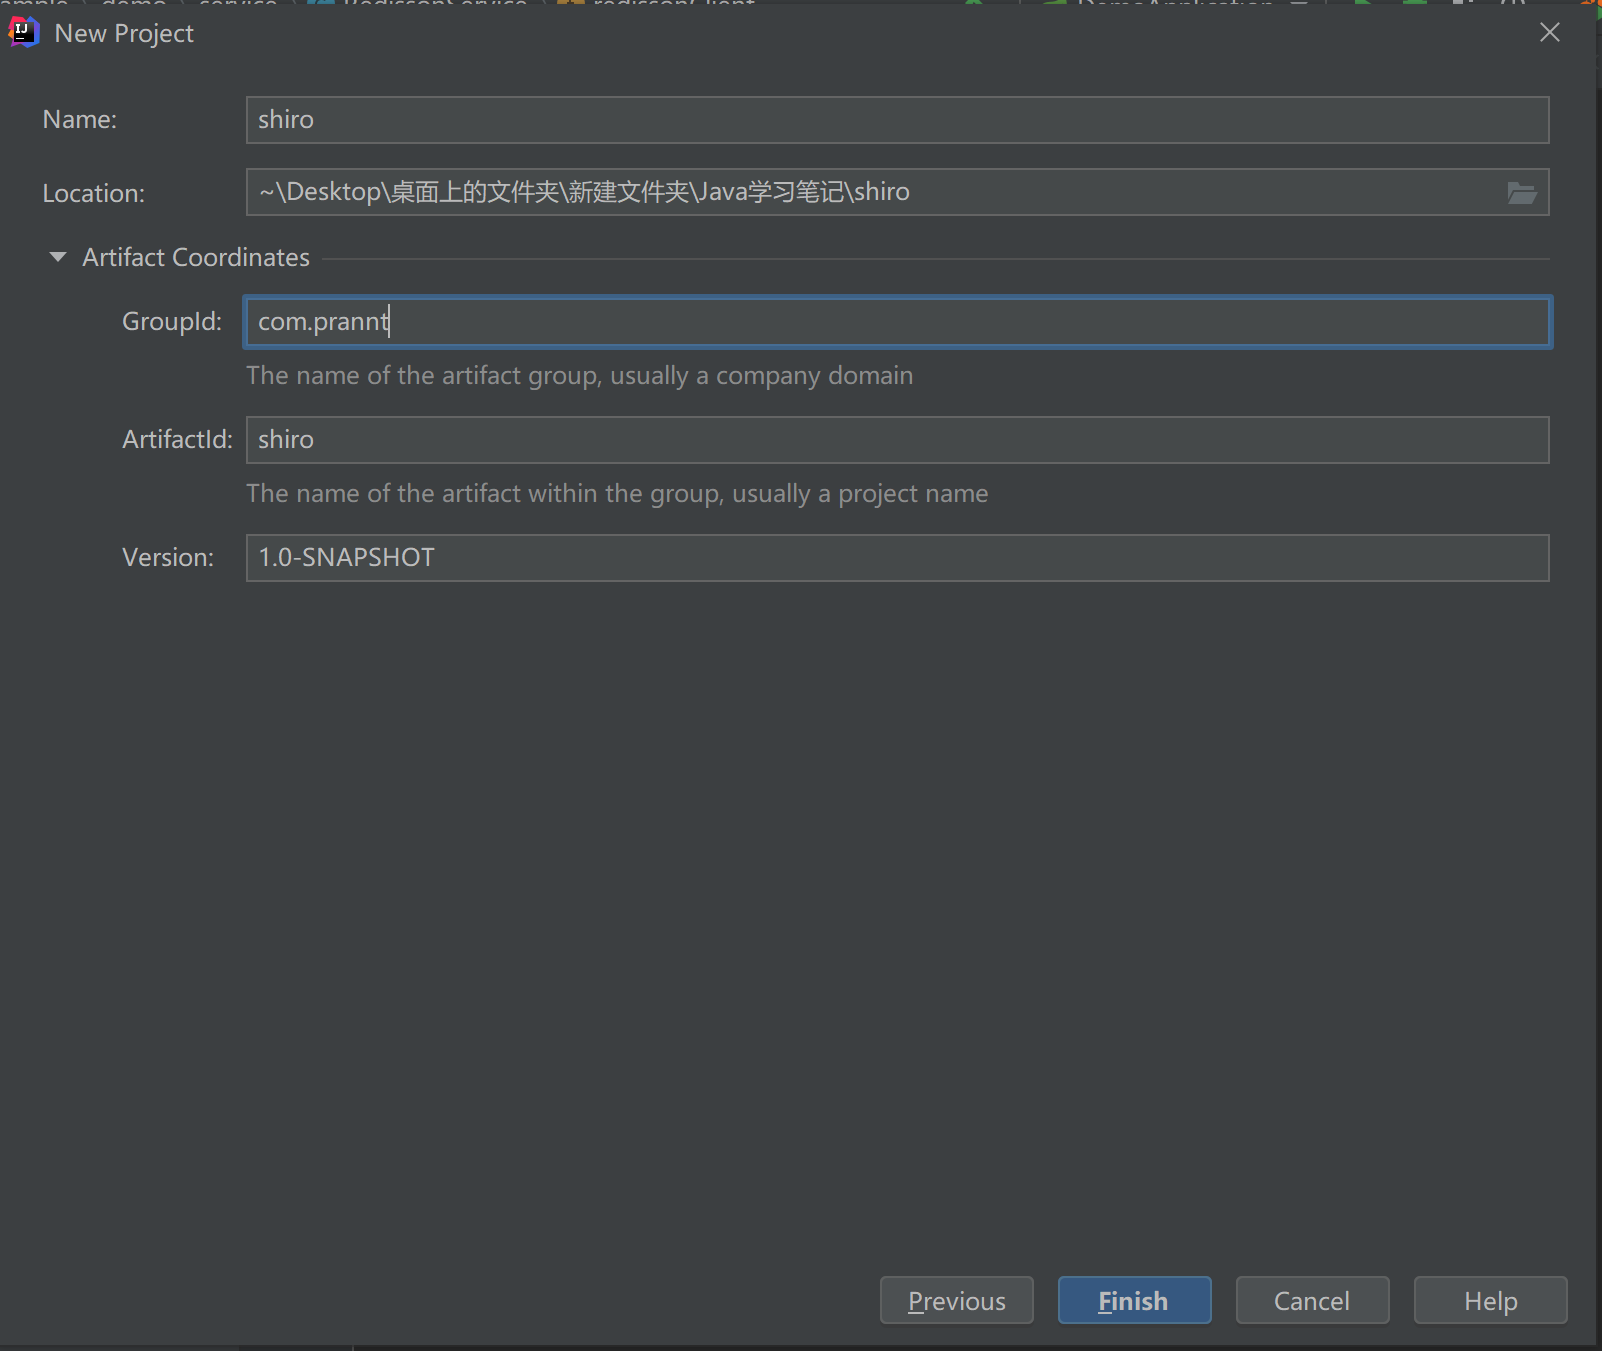 New Project
Name: shiro
Location: ~\Desktop\桌面上的文件夹\新建文件夹\Java学习笔记\shiro
Artifact Coordinates
GroupId: com.prannt
The name of the artifact group, usually a company domain
ArtifactId: shiro
The name of the artifact within the group, usually a project name
Version: 1.0-SNAPSHOT
Previous Finish Cancel Help